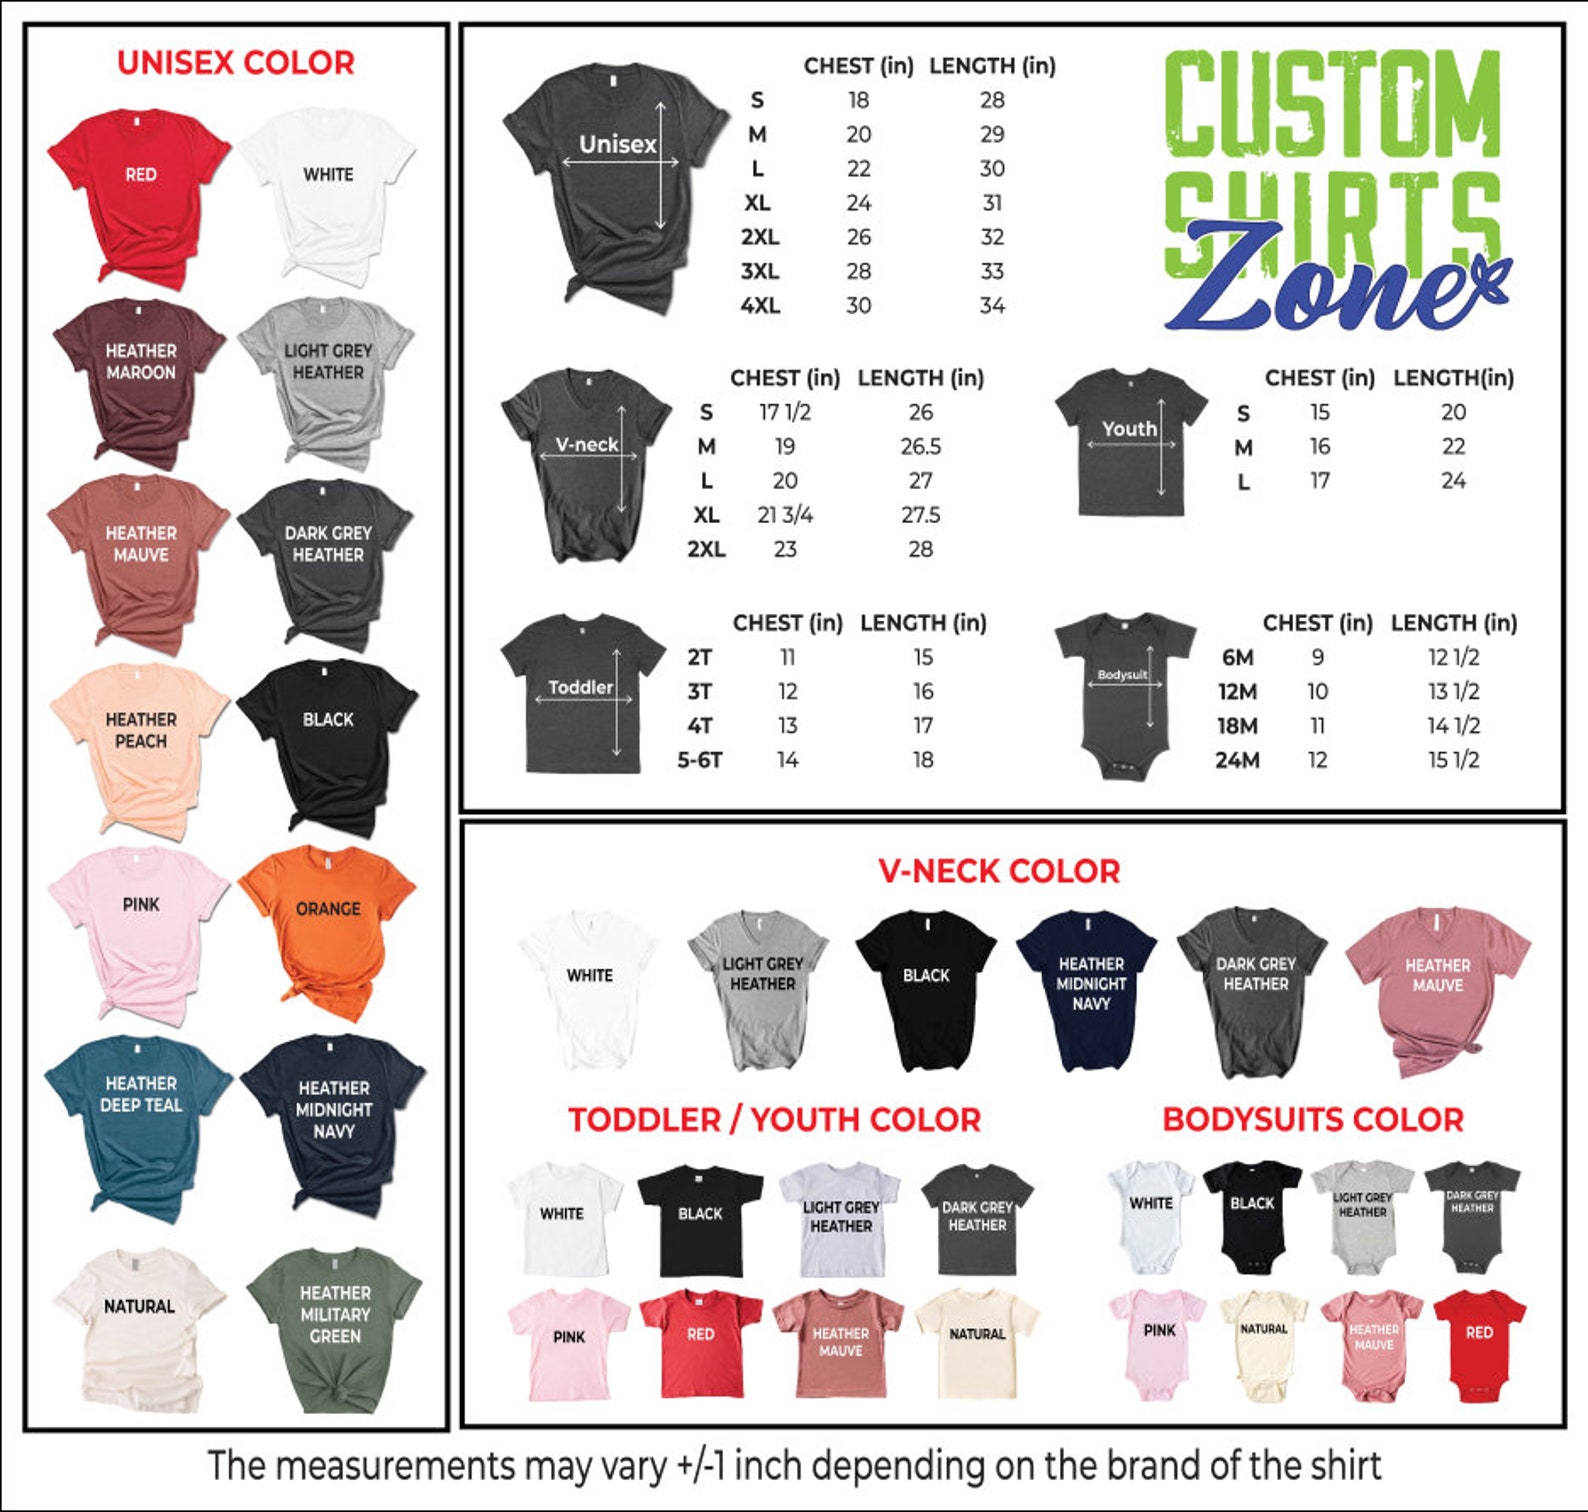 UNISEX COLOR
RED
WHITE
HEATHER
MAROON
LIGHT GREY
HEATHER
HEATHER
MAUVE
DARK GREY
HEATHER
HEATHER
PEACH
BLACK
PINK
ORANGE
HEATHER
DEEP TEAL
HEATHER
MIDNIGHT
NAVY
NATURAL
HEATHER
MILITARY
GREEN
Unisex
CHEST (in) LENGTH (in)
S 18 28
M 20 29
L 22 30
XL 24 31
2XL 26 32
3XL 28 33
4XL 30 34
CUSTOM
SHIRTS
Zone
V-neck
CHEST (in) LENGTH (in)
S 17 1/2 26
M 19 26.5
L 20 27
XL 21 3/4 27.5
2XL 23 28
Youth
CHEST (in) LENGTH(in)
S 15 20
M 16 22
L 17 24
Toddler
CHEST (in) LENGTH (in)
2T 11 15
3T 12 16
4T 13 17
5-6T 14 18
Bodysuit
CHEST (in) LENGTH (in)
6M 9 12 1/2
12M 10 13 1/2
18M 11 14 1/2
24M 12 15 1/2
V-NECK COLOR
WHITE
LIGHT GREY
HEATHER
BLACK
HEATHER
MIDNIGHT
NAVY
DARK GREY
HEATHER
HEATHER
MAUVE
TODDLER / YOUTH COLOR
WHITE
BLACK
LIGHT GREY
HEATHER
DARK GREY
HEATHER
PINK
RED
HEATHER
MAUVE
NATURAL
BODYSUITS COLOR
WHITE
BLACK
LIGHT GREY
HEATHER
DARK GREY
HEATHER
PINK
NATURAL
HEATHER
MAUVE
RED
The measurements may vary +/-1 inch depending on the brand of the shirt